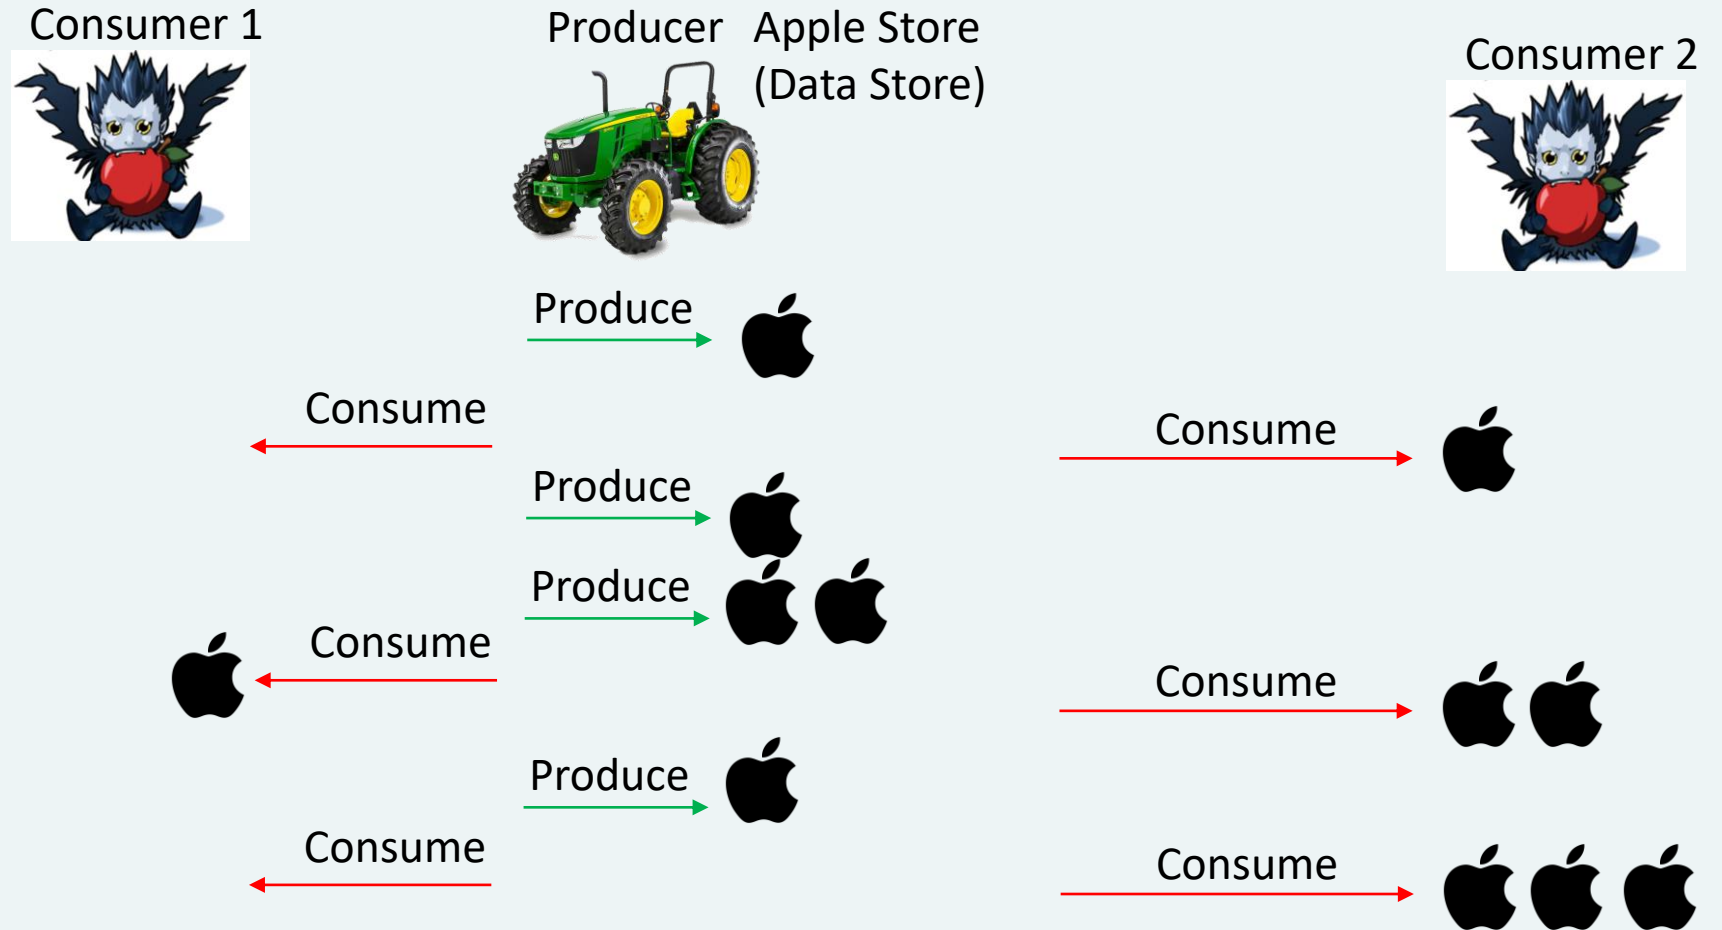 Consumer 1
Producer
Apple Store
(Data Store)
Consumer 2
Produce
Consume
Consume
Produce
Produce
Consume
Consume
Produce
Consume
Consume